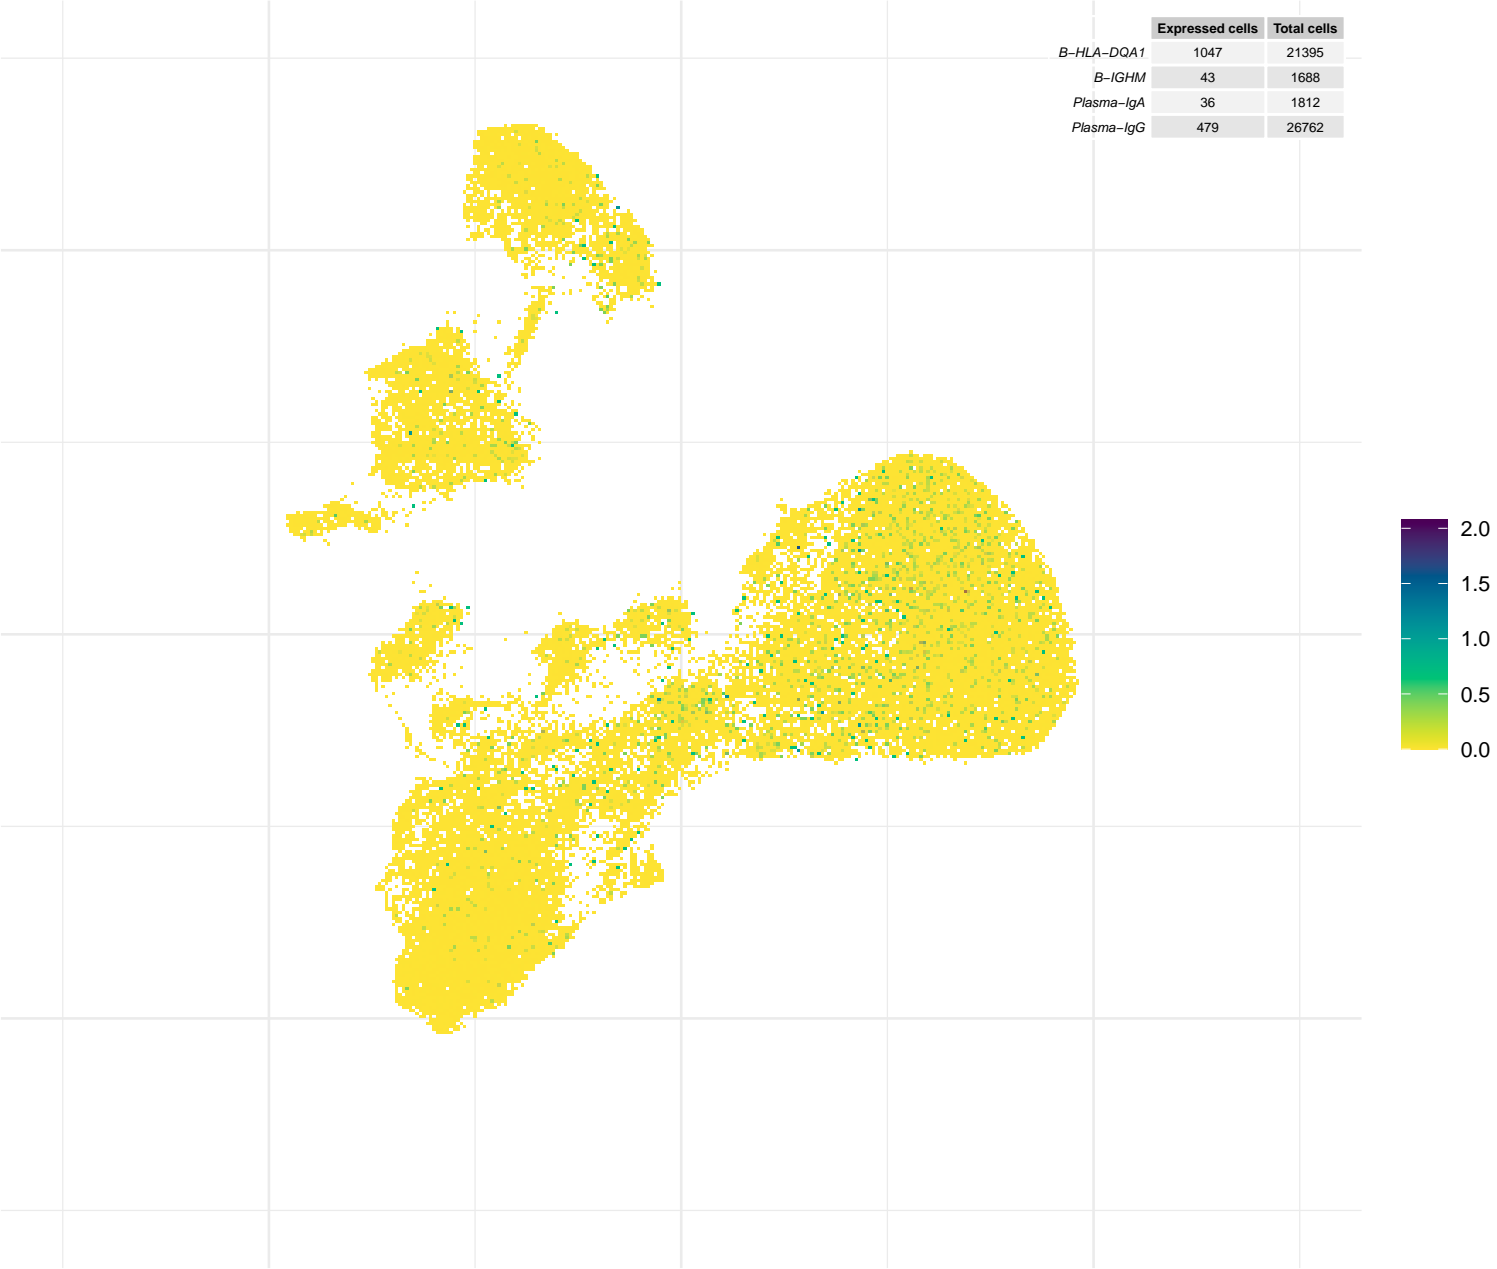 Expressed cells Total cells
B−HLA−DQA1 1047 21395
B−IGHM 43 1688
Plasma−IgA 36 1812
Plasma−IgG 479 26762
2.0
1.5
1.0
0.5
0.0